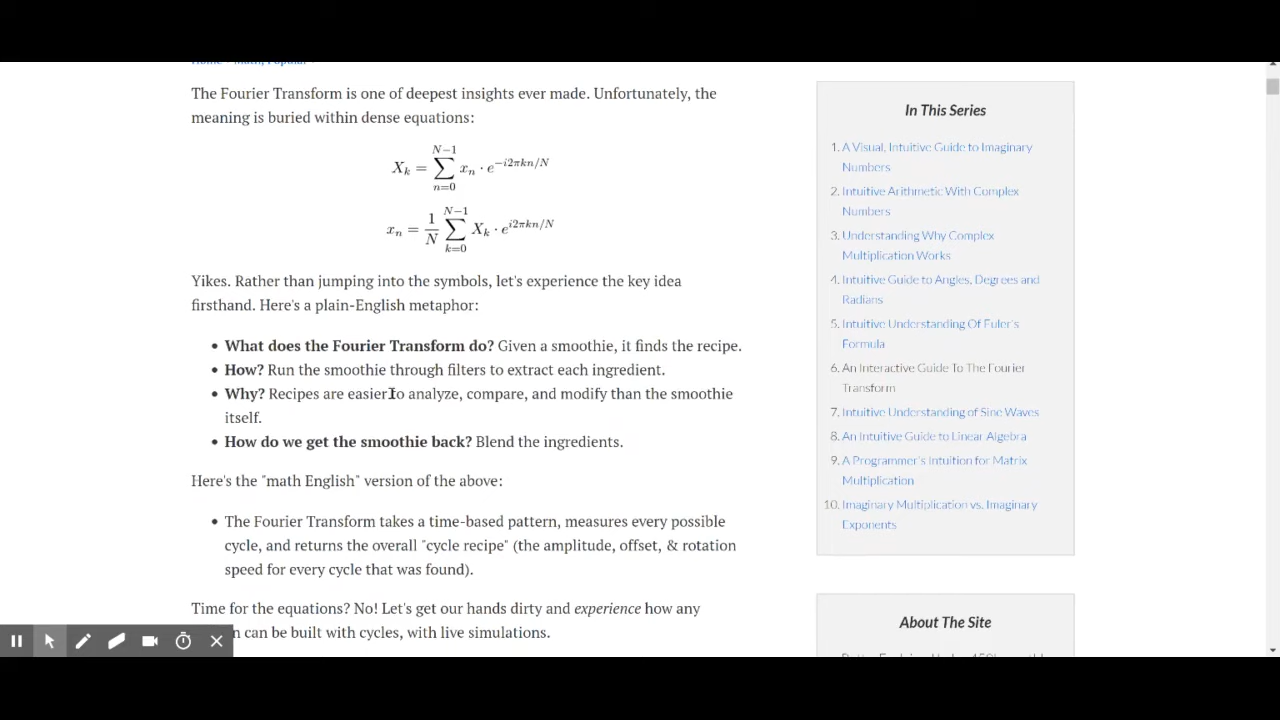 The Fourier Transform is one of deepest insights ever made. Unfortunately, the
meaning is buried within dense equations:
X_k = \sum_{n=0}^{N-1} x_n \cdot e^{-i2\pi kn/N}
x_n = \frac{1}{N} \sum_{k=0}^{N-1} X_k \cdot e^{i2\pi kn/N}
Yikes. Rather than jumping into the symbols, let's experience the key idea
firsthand. Here's a plain-English metaphor:
• What does the Fourier Transform do? Given a smoothie, it finds the recipe.
• How? Run the smoothie through filters to extract each ingredient.
• Why? Recipes are easier to analyze, compare, and modify than the smoothie
itself.
• How do we get the smoothie back? Blend the ingredients.
Here's the "math English" version of the above:
• The Fourier Transform takes a time-based pattern, measures every possible
cycle, and returns the overall "cycle recipe" (the amplitude, offset, & rotation
speed for every cycle that was found).
Time for the equations? No! Let's get our hands dirty and experience how any
can be built with cycles, with live simulations.
In This Series
1. A Visual, Intuitive Guide to Imaginary
Numbers
2. Intuitive Arithmetic With Complex
Numbers
3. Understanding Why Complex
Multiplication Works
4. Intuitive Guide to Angles, Degrees and
Radians
5. Intuitive Understanding Of Euler's
Formula
6. An Interactive Guide To The Fourier
Transform
7. Intuitive Understanding of Sine Waves
8. An Intuitive Guide to Linear Algebra
9. A Programmer's Intuition for Matrix
Multiplication
10. Imaginary Multiplication vs. Imaginary
Exponents
About The Site